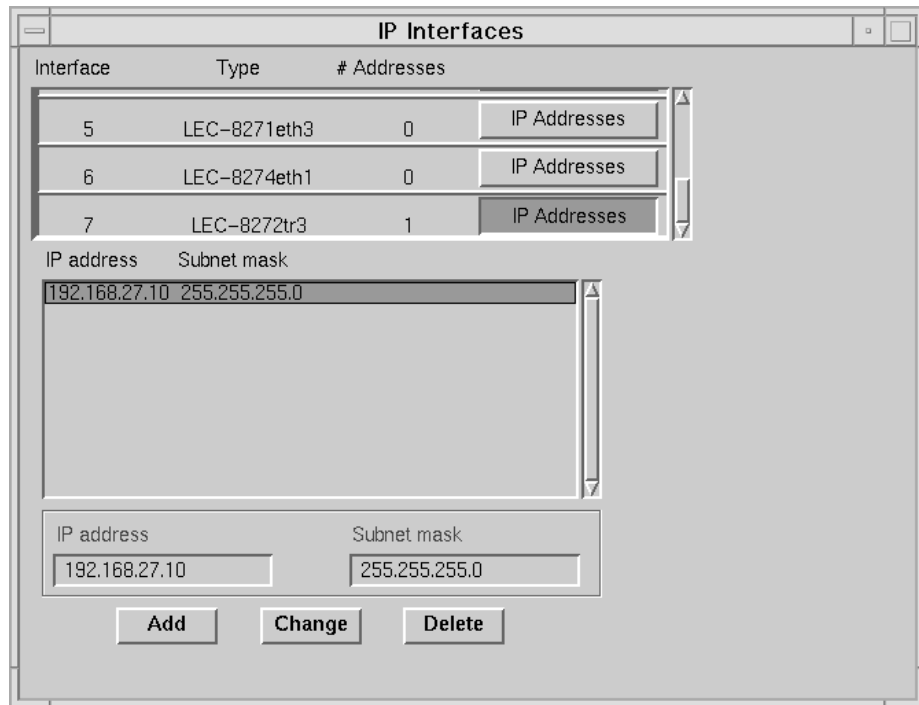 IP Interfaces
Interface Type # Addresses
5 LEC-8271eth3 0 IP Addresses
6 LEC-8274eth1 0 IP Addresses
7 LEC-8272tr3 1 IP Addresses
IP address Subnet mask
192.168.27.10 255.255.255.0
IP address Subnet mask
192.168.27.10 255.255.255.0
Add Change Delete